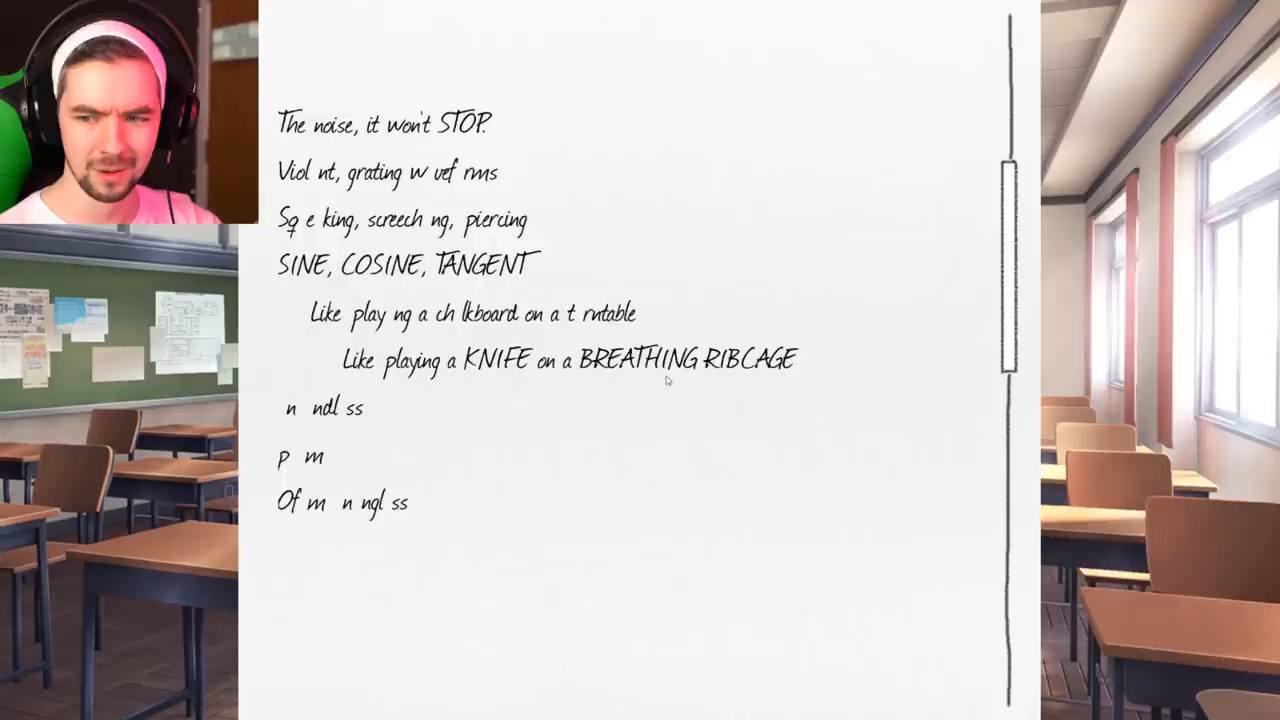 The noise, it won't STOP.
Viol nt, grating w vef rms
Sq e king, screech ng, piercing
SINE, COSINE, TANGENT
Like play ng a ch lkboard on a t rntable
Like playing a KNIFE on a BREATHING RIBCAGE
n ndl ss
p m
Of m n ngl ss